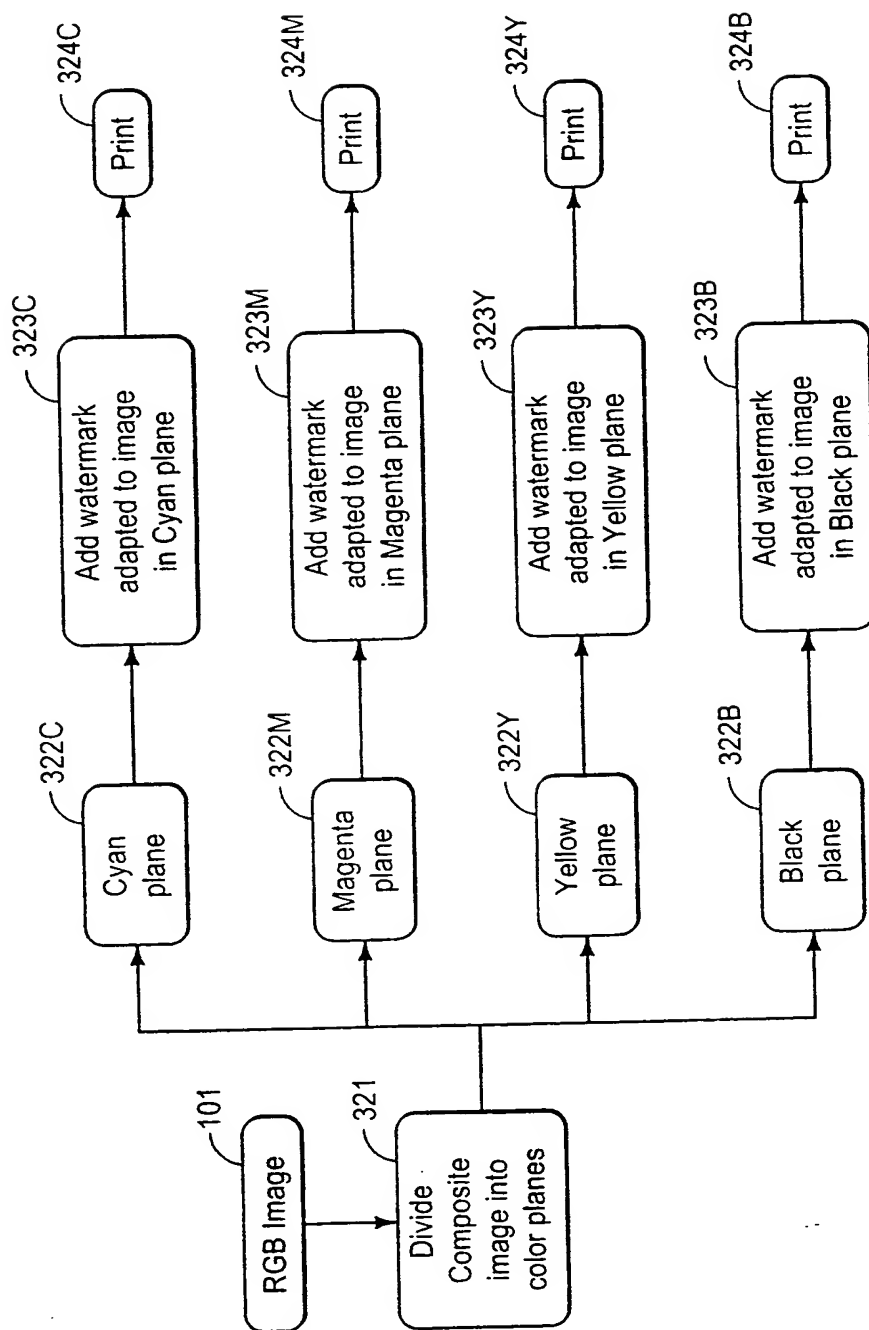 101
RGB Image
321
Divide
Composite
image into
color planes
322C
Cyan
plane
323C
Add watermark
adapted to image
in Cyan plane
324C
Print
322M
Magenta
plane
323M
Add watermark
adapted to image
in Magenta plane
324M
Print
322Y
Yellow
plane
323Y
Add watermark
adapted to image
in Yellow plane
324Y
Print
322B
Black
plane
323B
Add watermark
adapted to image
in Black plane
324B
Print